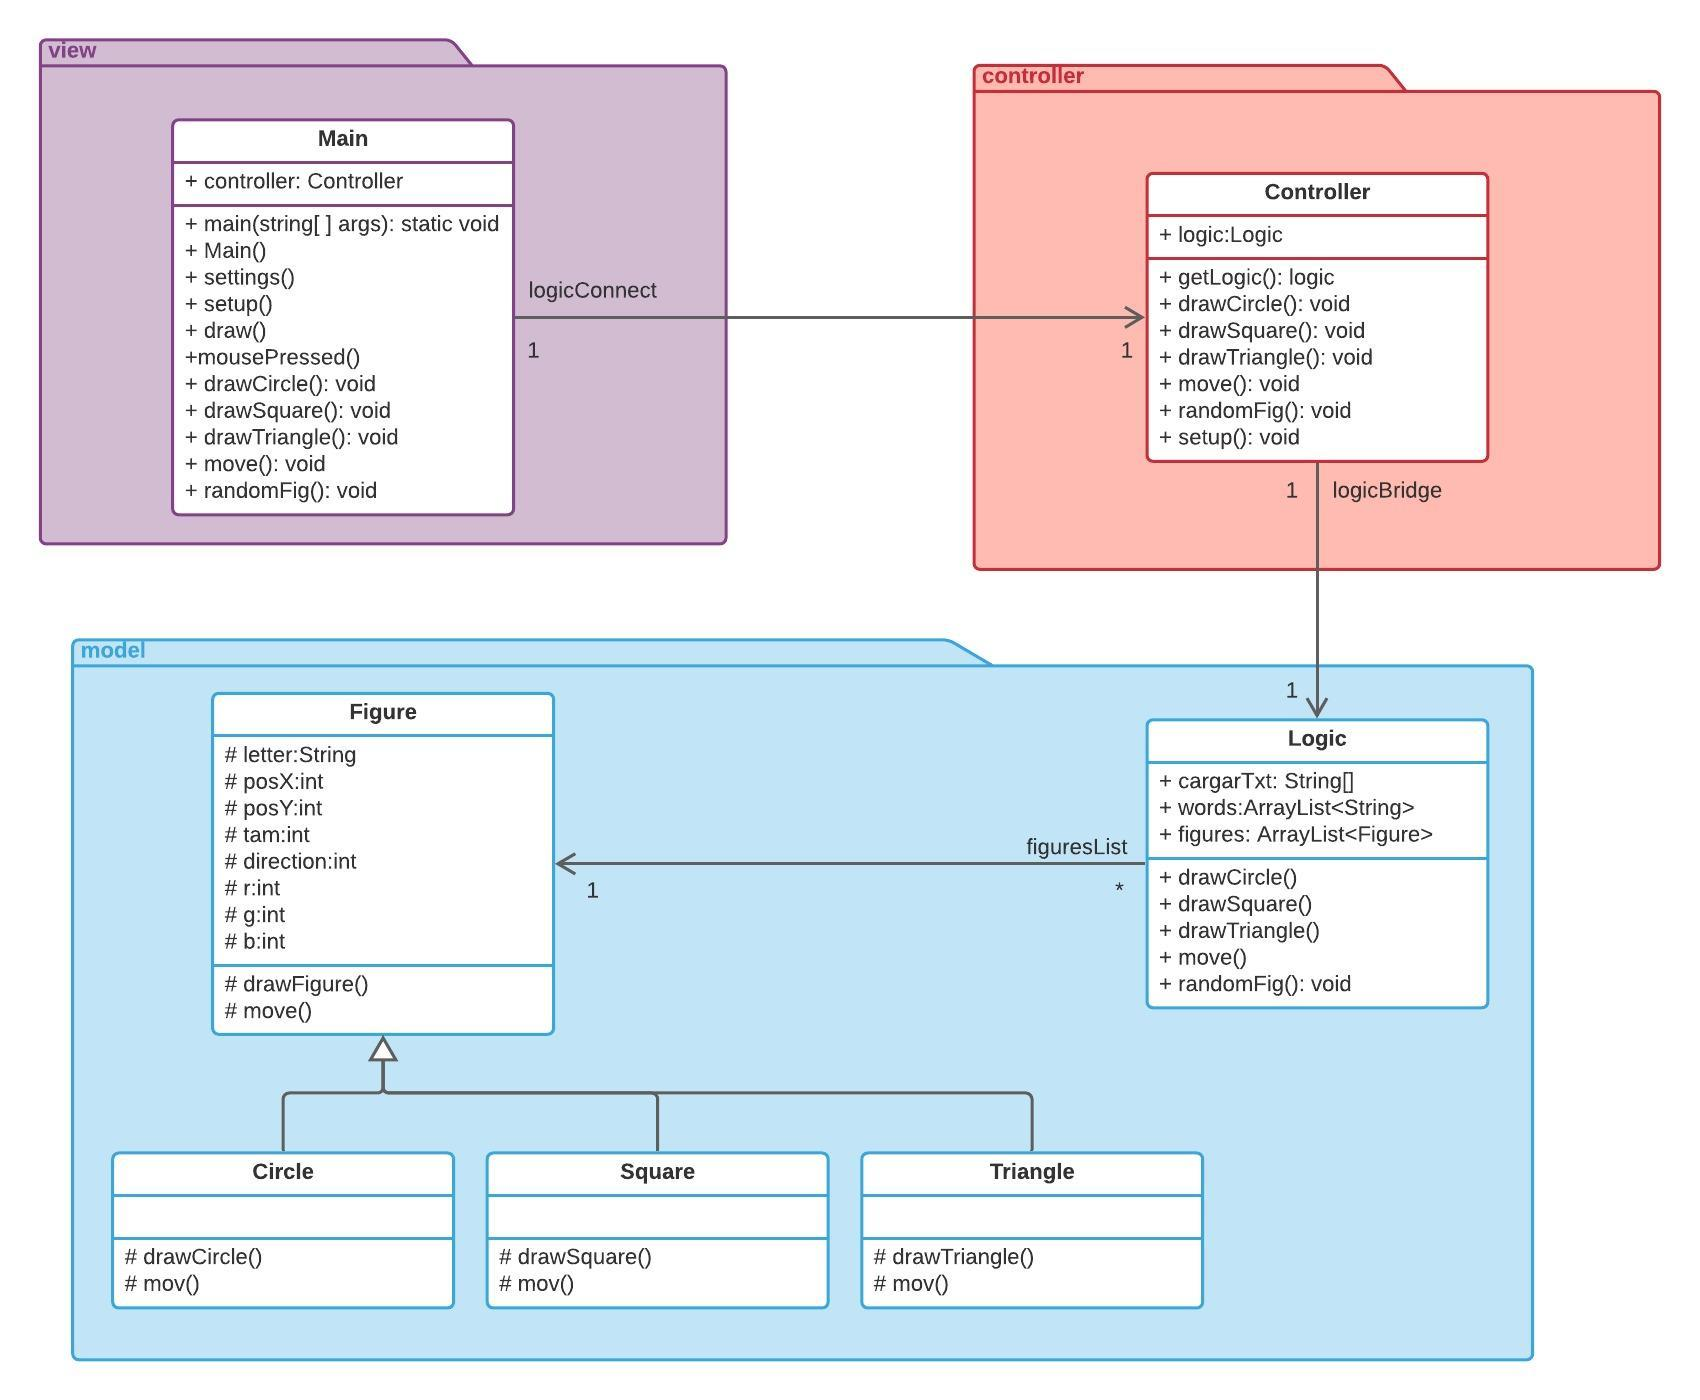 view
Main
+ controller: Controller
+ main(string[ ] args): static void
+ Main()
+ settings()
+ setup()
+ draw()
+mousePressed()
+ drawCircle(): void
+ drawSquare(): void
+ drawTriangle(): void
+ move(): void
+ randomFig(): void
logicConnect
1
1
controller
Controller
+ logic:Logic
+ getLogic(): logic
+ drawCircle(): void
+ drawSquare(): void
+ drawTriangle(): void
+ move(): void
+ randomFig(): void
+ setup(): void
1
logicBridge
1
model
Figure
# letter:String
# posX:int
# posY:int
# tam:int
# direction:int
# r:int
# g:int
# b:int
# drawFigure()
# move()
1
figuresList
*
Logic
+ cargarTxt: String[]
+ words:ArrayList<String>
+ figures: ArrayList<Figure>
+ drawCircle()
+ drawSquare()
+ drawTriangle()
+ move()
+ randomFig(): void
Circle
# drawCircle()
# mov()
Square
# drawSquare()
# mov()
Triangle
# drawTriangle()
# mov()